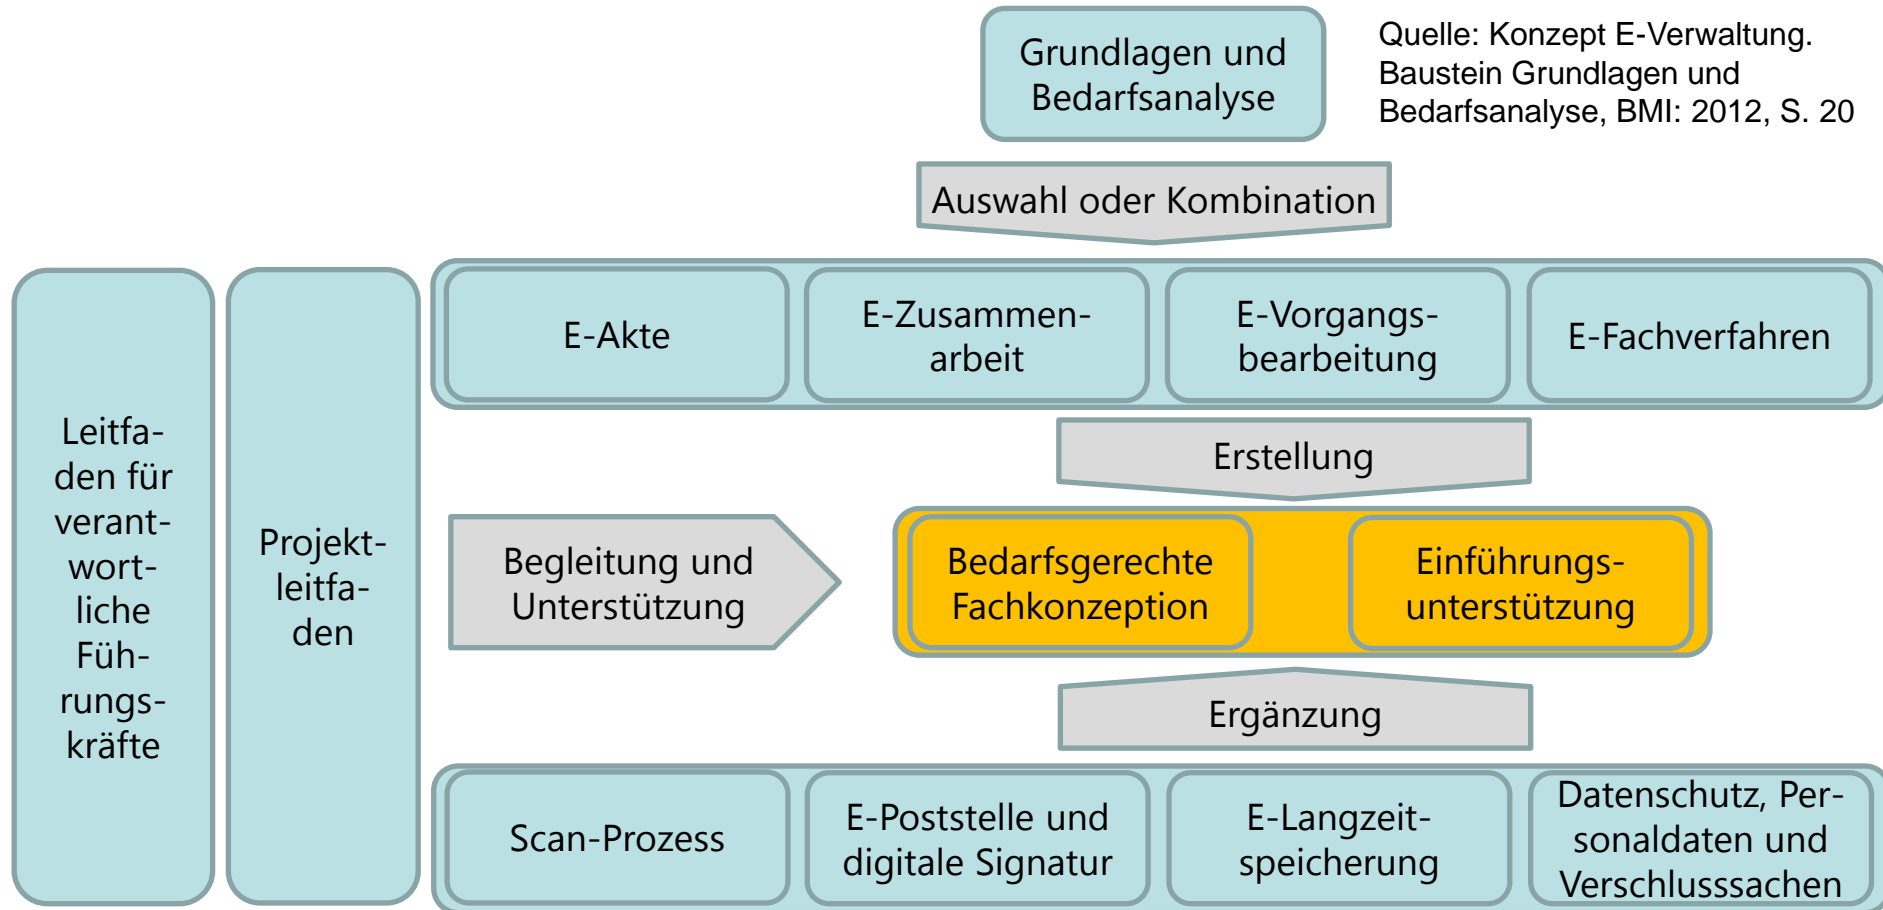 Grundlagen und
Bedarfsanalyse
Quelle: Konzept E-Verwaltung.
Baustein Grundlagen und
Bedarfsanalyse, BMI: 2012, S. 20
Auswahl oder Kombination
Leitfa-
den für
verant-
wort-
liche
Füh-
rungs-
kräfte
Projekt-
leitfa-
den
E-Akte
E-Zusammen-
arbeit
E-Vorgangs-
bearbeitung
E-Fachverfahren
Erstellung
Begleitung und
Unterstützung
Bedarfsgerechte
Fachkonzeption
Einführungs-
unterstützung
Ergänzung
Scan-Prozess
E-Poststelle und
digitale Signatur
E-Langzeit-
speicherung
Datenschutz, Per-
sonaldaten und
Verschlusssachen